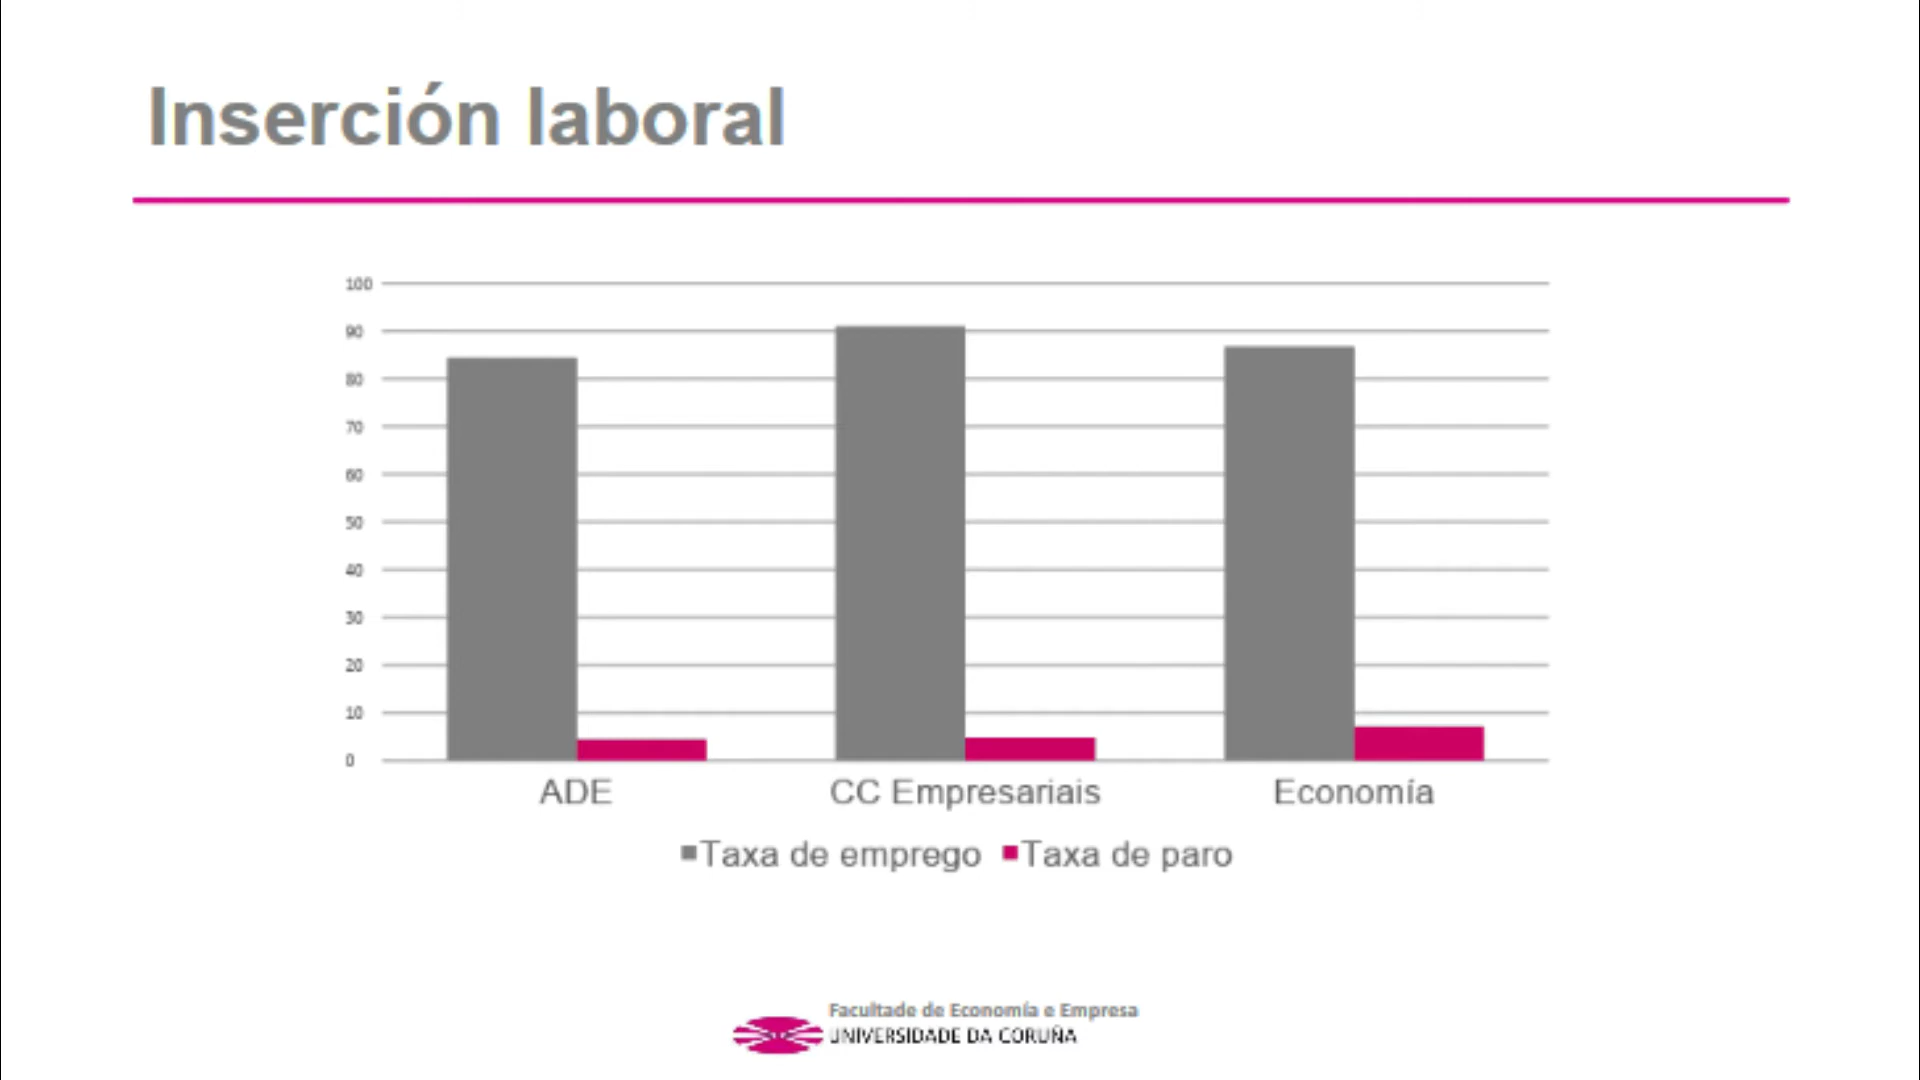 Inserción laboral
100
90
80
70
60
50
40
30
20
10
0
ADE CC Empresariais Economía
Taxa de emprego Taxa de paro
Facultade de Economía e Empresa
UNIVERSIDADE DA CORUÑA